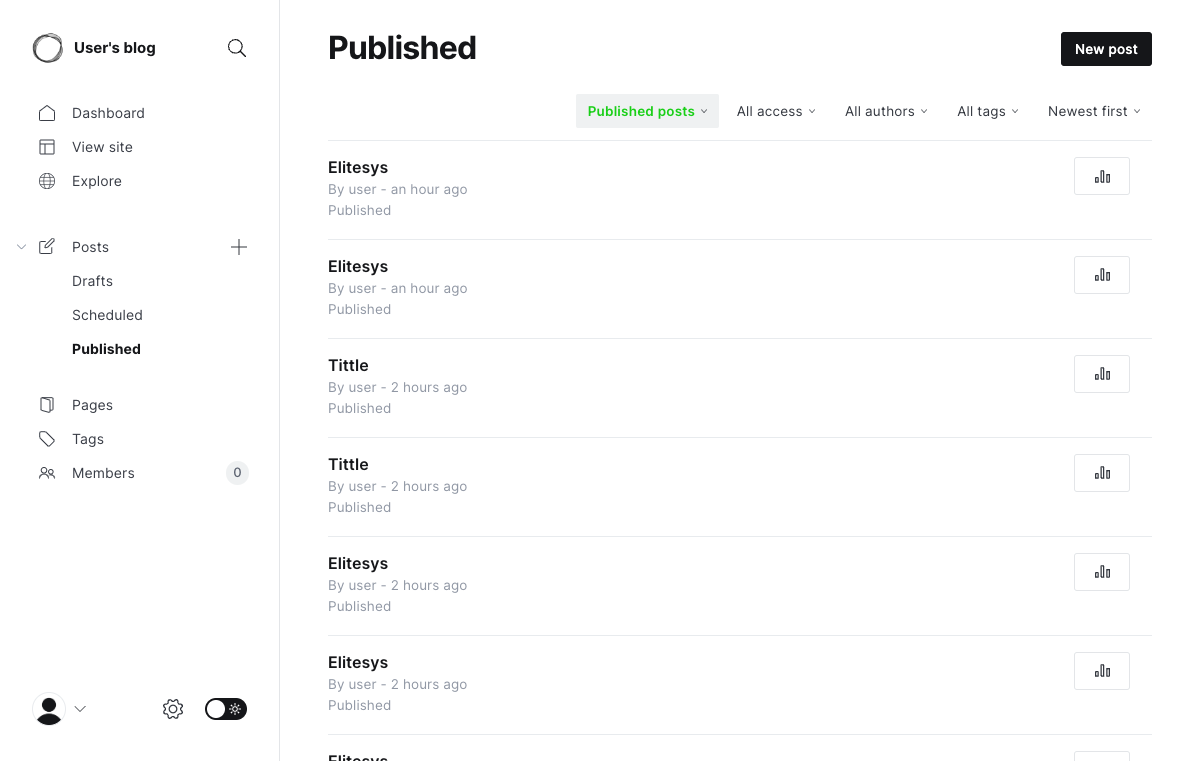 User's blog
Dashboard
View site
Explore
Posts
Drafts
Scheduled
Published
Pages
Tags
Members 0
Published
New post
Published posts All access All authors All tags Newest first
Elitesys
By user - an hour ago
Published
Elitesys
By user - an hour ago
Published
Tittle
By user - 2 hours ago
Published
Tittle
By user - 2 hours ago
Published
Elitesys
By user - 2 hours ago
Published
Elitesys
By user - 2 hours ago
Published
Elitesys